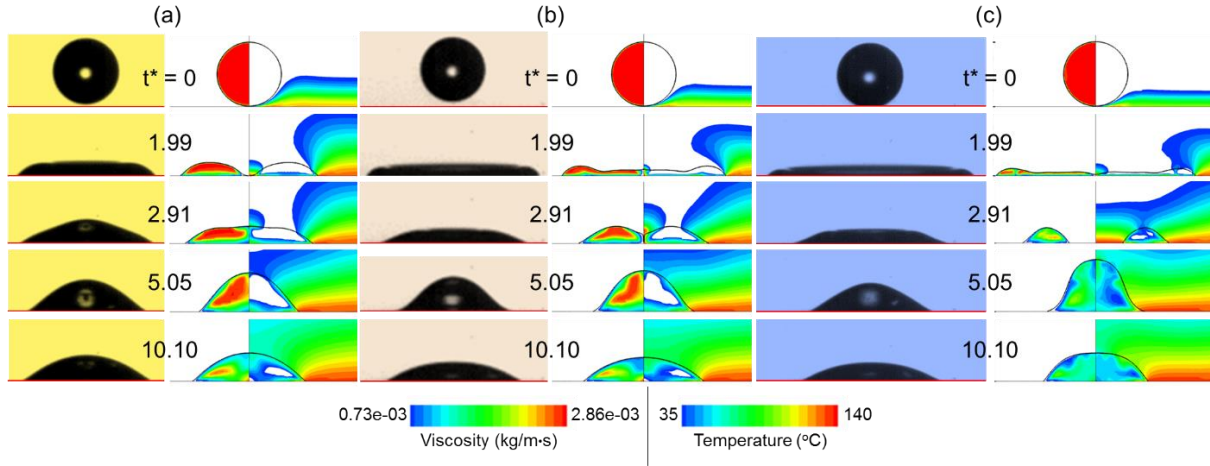 (a) (b) (c)
t* = 0 t* = 0 t* = 0
1.99 1.99 1.99
2.91 2.91 2.91
5.05 5.05 5.05
10.10 10.10 10.10
0.73e-03 2.86e-03 35 140
Viscosity (kg/m·s) Temperature (°C)